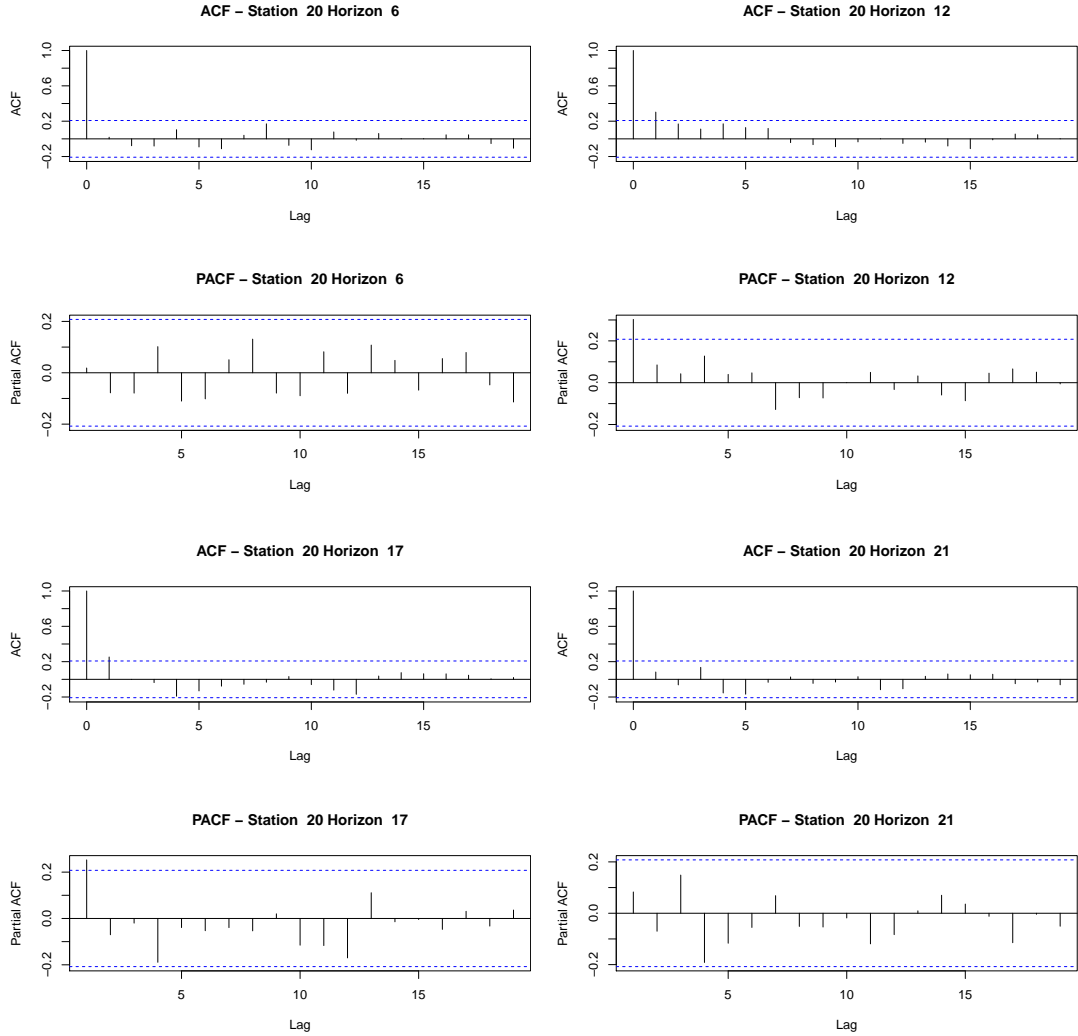 ACF – Station 20 Horizon 6
ACF
1.0
0.6
0.2
−0.2
0 5 10 15
Lag
ACF – Station 20 Horizon 12
ACF
1.0
0.6
0.2
−0.2
0 5 10 15
Lag
PACF – Station 20 Horizon 6
Partial ACF
0.2
0.0
−0.2
5 10 15
Lag
PACF – Station 20 Horizon 12
Partial ACF
0.2
0.0
−0.2
5 10 15
Lag
ACF – Station 20 Horizon 17
ACF
1.0
0.6
0.2
−0.2
0 5 10 15
Lag
ACF – Station 20 Horizon 21
ACF
1.0
0.6
0.2
−0.2
0 5 10 15
Lag
PACF – Station 20 Horizon 17
Partial ACF
0.2
0.0
−0.2
5 10 15
Lag
PACF – Station 20 Horizon 21
Partial ACF
0.2
0.0
−0.2
5 10 15
Lag